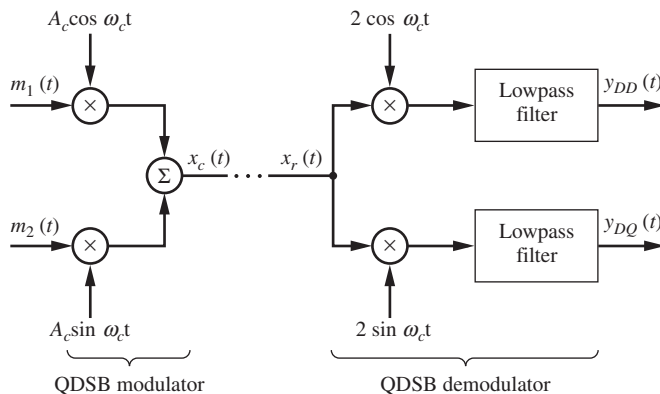 A_c cos ω_c t
2 cos ω_c t
m_1 (t)
×
×
Lowpass
filter
y_DD (t)
Σ
x_c (t)
x_r (t)
m_2 (t)
×
×
Lowpass
filter
y_DQ (t)
A_c sin ω_c t
2 sin ω_c t
QDSB modulator
QDSB demodulator